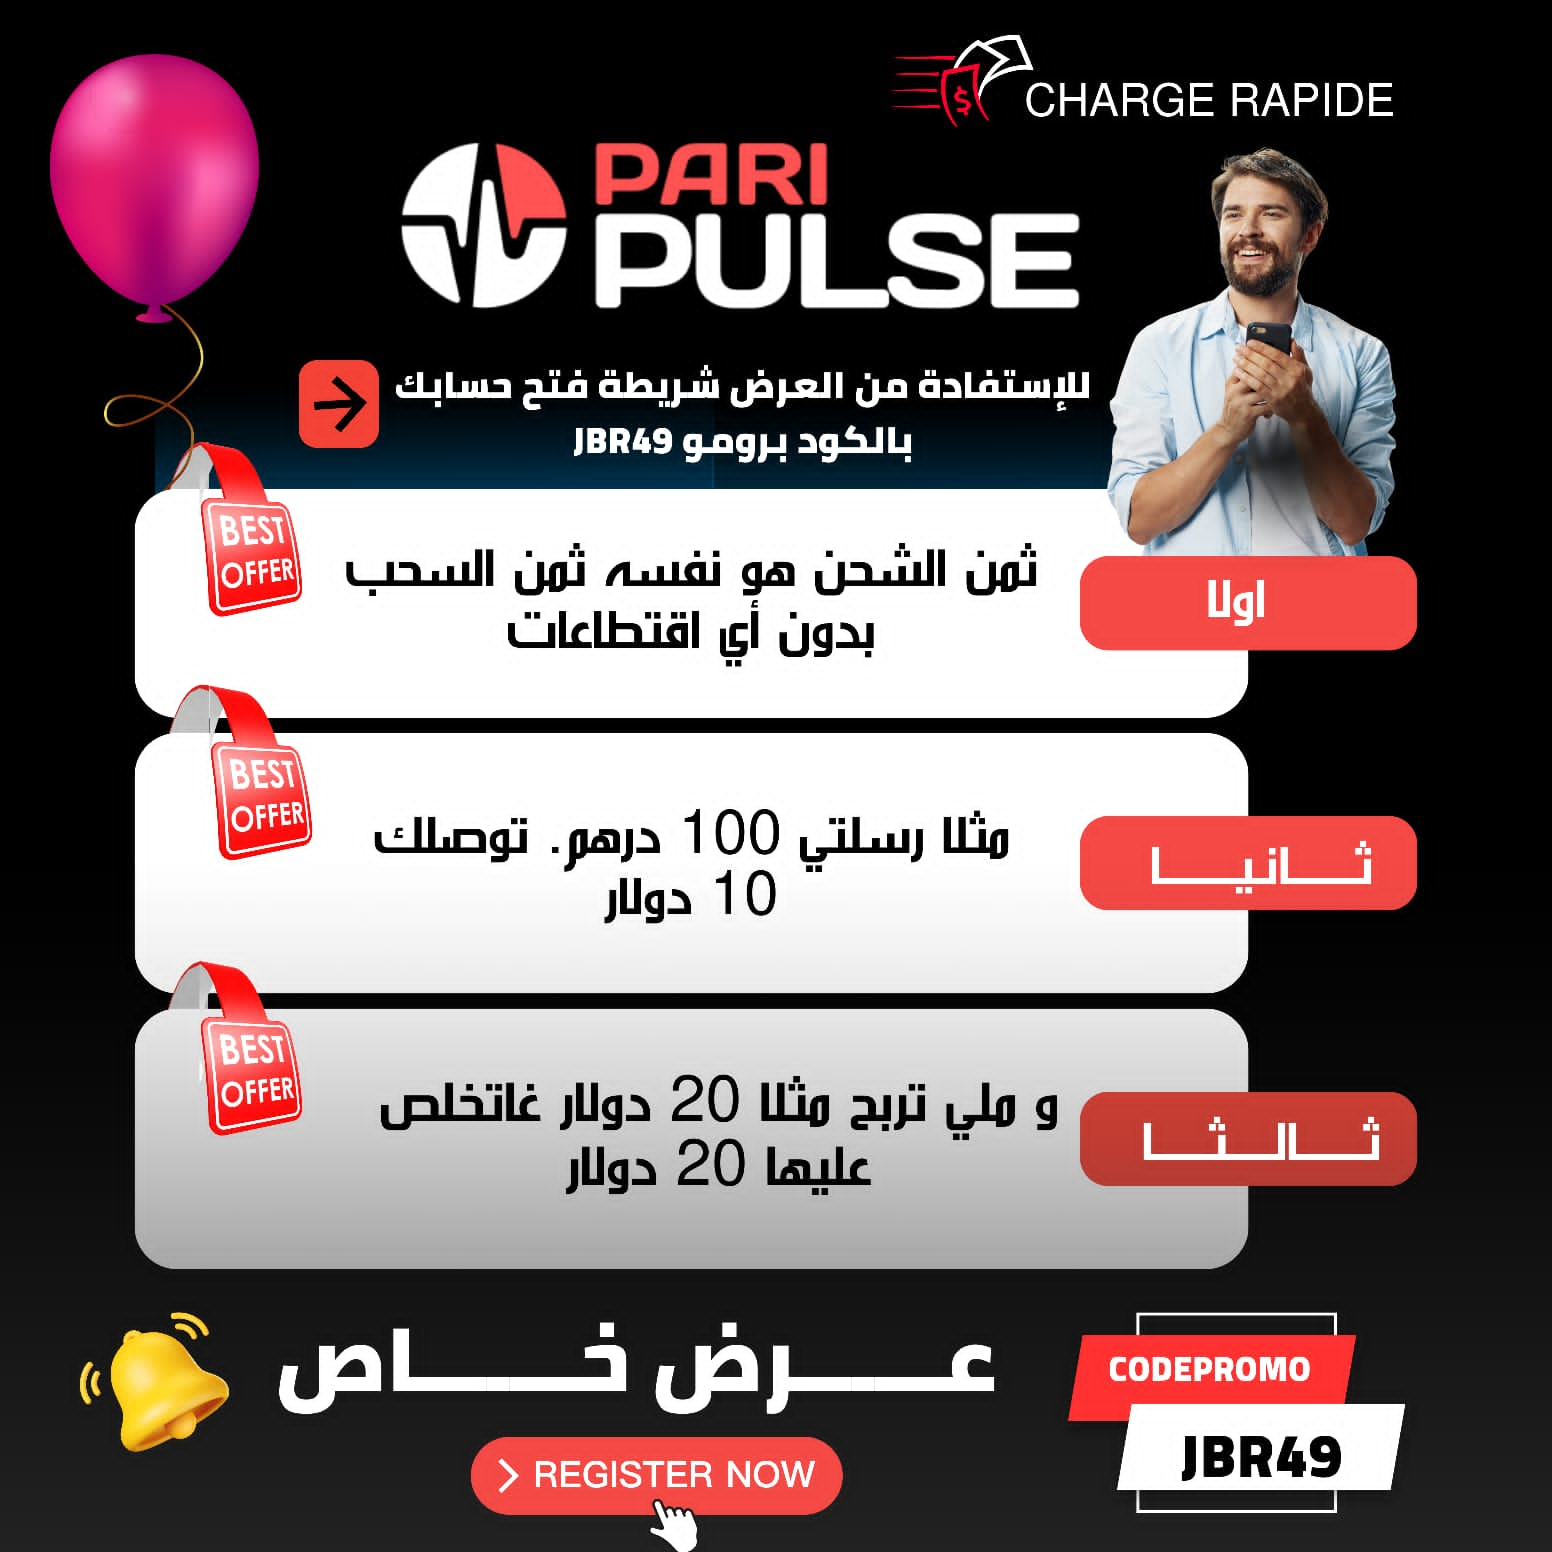 CHARGE RAPIDE
PARI
PULSE
للإستفادة من العرض شريطة فتح حسابك
بالكود برومو JBR49
BEST
OFFER
اولا
ثمن الشحن هو نفسه ثمن السحب
بدون أي اقتطاعات
BEST
OFFER
ثـــانيـــا
مثلا رسلتي 100 درهم. توصلك
10 دولار
BEST
OFFER
ثـــالـــثـــا
و ملي تربح مثلا 20 دولار غاتخلص
عليها 20 دولار
عـــرض خـــاص
CODEPROMO
JBR49
REGISTER NOW